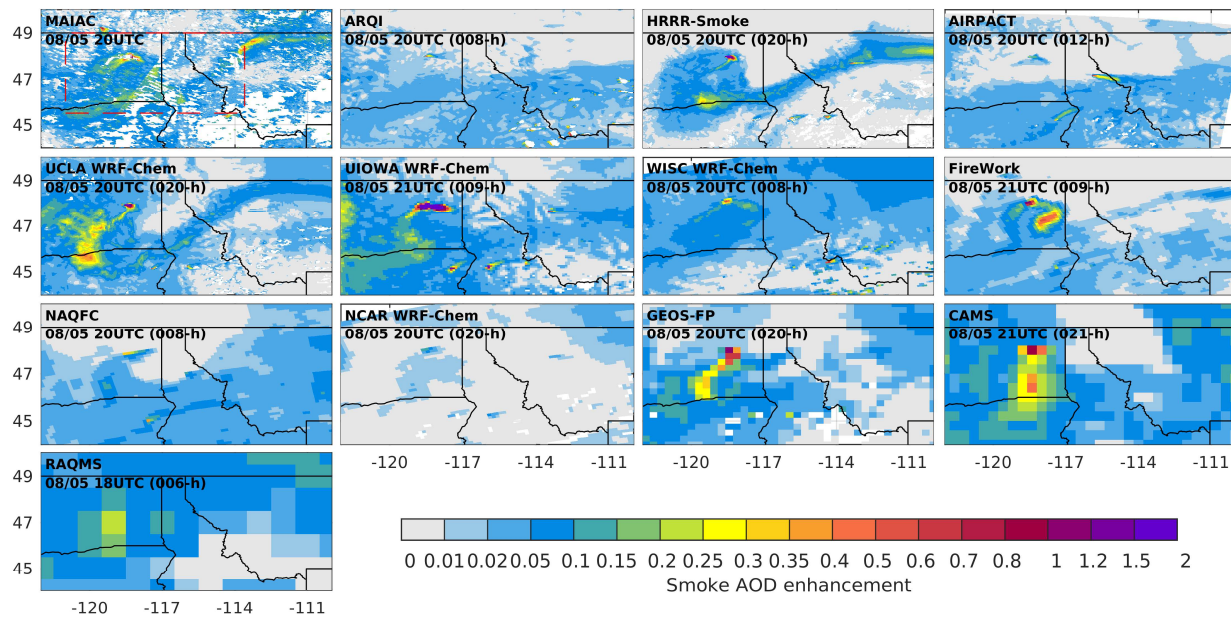 MAIAC
08/05 20UTC
ARQI
08/05 20UTC (008-h)
HRRR-Smoke
08/05 20UTC (020-h)
AIRPACT
08/05 20UTC (012-h)
49
47
45
UCLA WRF-Chem
08/05 20UTC (020-h)
UIOWA WRF-Chem
08/05 21UTC (009-h)
WISC WRF-Chem
08/05 20UTC (008-h)
FireWork
08/05 21UTC (009-h)
49
47
45
NAQFC
08/05 20UTC (008-h)
NCAR WRF-Chem
08/05 20UTC (020-h)
GEOS-FP
08/05 20UTC (020-h)
CAMS
08/05 21UTC (021-h)
49
47
45
-120 -117 -114 -111 -120 -117 -114 -111 -120 -117 -114 -111
RAQMS
08/05 18UTC (006-h)
49
47
45
-120 -117 -114 -111
0 0.01 0.02 0.05 0.1 0.15 0.2 0.25 0.3 0.35 0.4 0.5 0.6 0.7 0.8 1 1.2 1.5 2
Smoke AOD enhancement